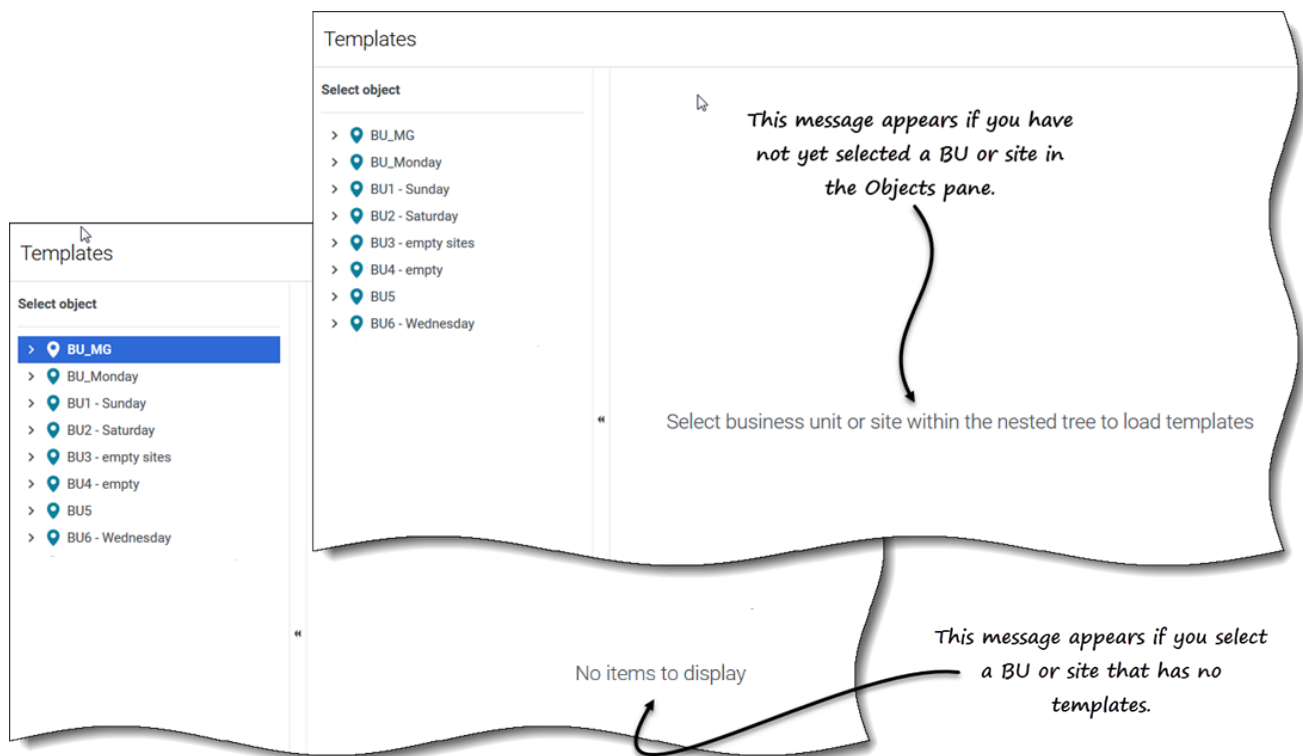 Templates
Select object
BU_MG
BU_Monday
BU1 - Sunday
BU2 - Saturday
BU3 - empty sites
BU4 - empty
BU5
BU6 - Wednesday
This message appears if you have
not yet selected a BU or site in
the Objects pane.
Select business unit or site within the nested tree to load templates
Templates
Select object
BU_MG
BU_Monday
BU1 - Sunday
BU2 - Saturday
BU3 - empty sites
BU4 - empty
BU5
BU6 - Wednesday
No items to display
This message appears if you select
a BU or site that has no
templates.